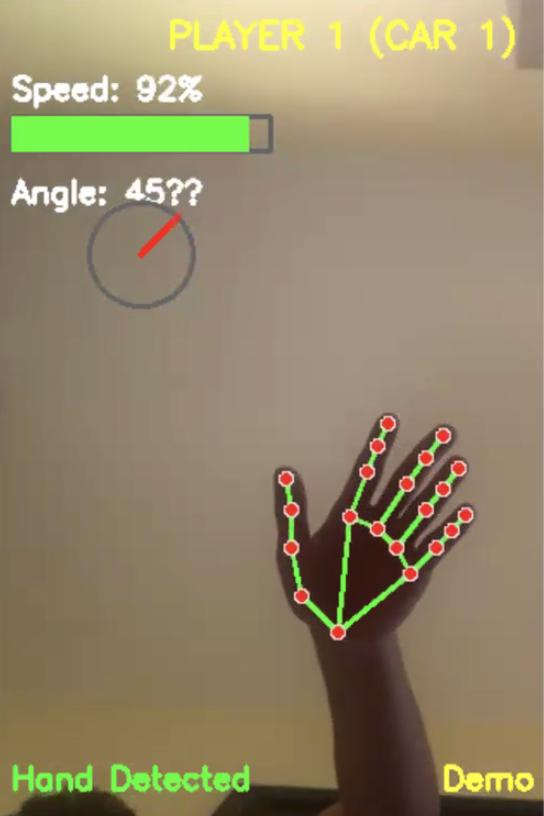 PLAYER 1 (CAR 1)
Speed: 92%
Angle: 45??
Hand Detected
Demo